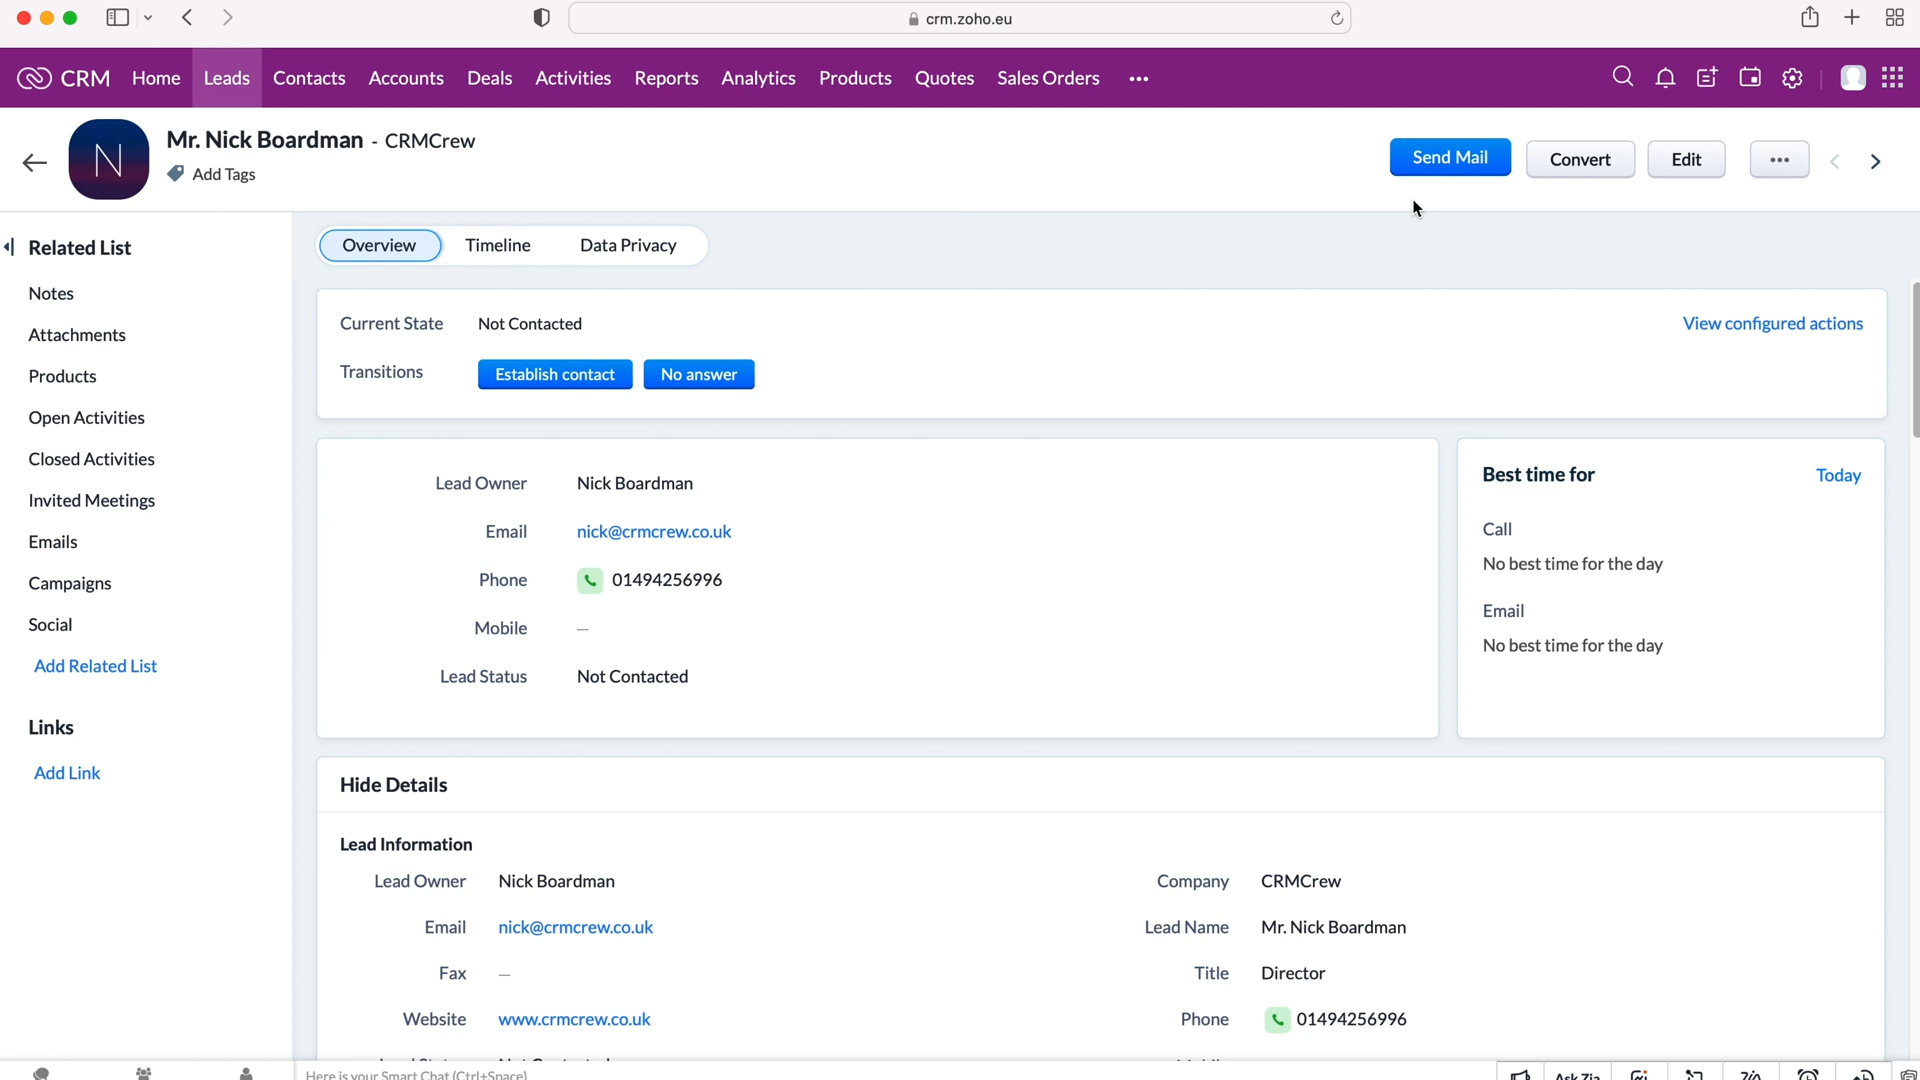 crm.zoho.eu
CRM Home Leads Contacts Accounts Deals Activities Reports Analytics Products Quotes Sales Orders •••
N
Mr. Nick Boardman - CRMCrew
Add Tags
Send Mail Convert Edit •••
Related List
Notes
Attachments
Products
Open Activities
Closed Activities
Invited Meetings
Emails
Campaigns
Social
Add Related List
Links
Add Link
Overview Timeline Data Privacy
Current State Not Contacted View configured actions
Transitions Establish contact No answer
Lead Owner Nick Boardman
Email nick@crmcrew.co.uk
Phone 01494256996
Mobile —
Lead Status Not Contacted
Best time for Today
Call
No best time for the day
Email
No best time for the day
Hide Details
Lead Information
Lead Owner Nick Boardman Company CRMCrew
Email nick@crmcrew.co.uk Lead Name Mr. Nick Boardman
Fax — Title Director
Website www.crmcrew.co.uk Phone 01494256996
Here is your Smart Chat (Ctrl+Space) Ask Zia